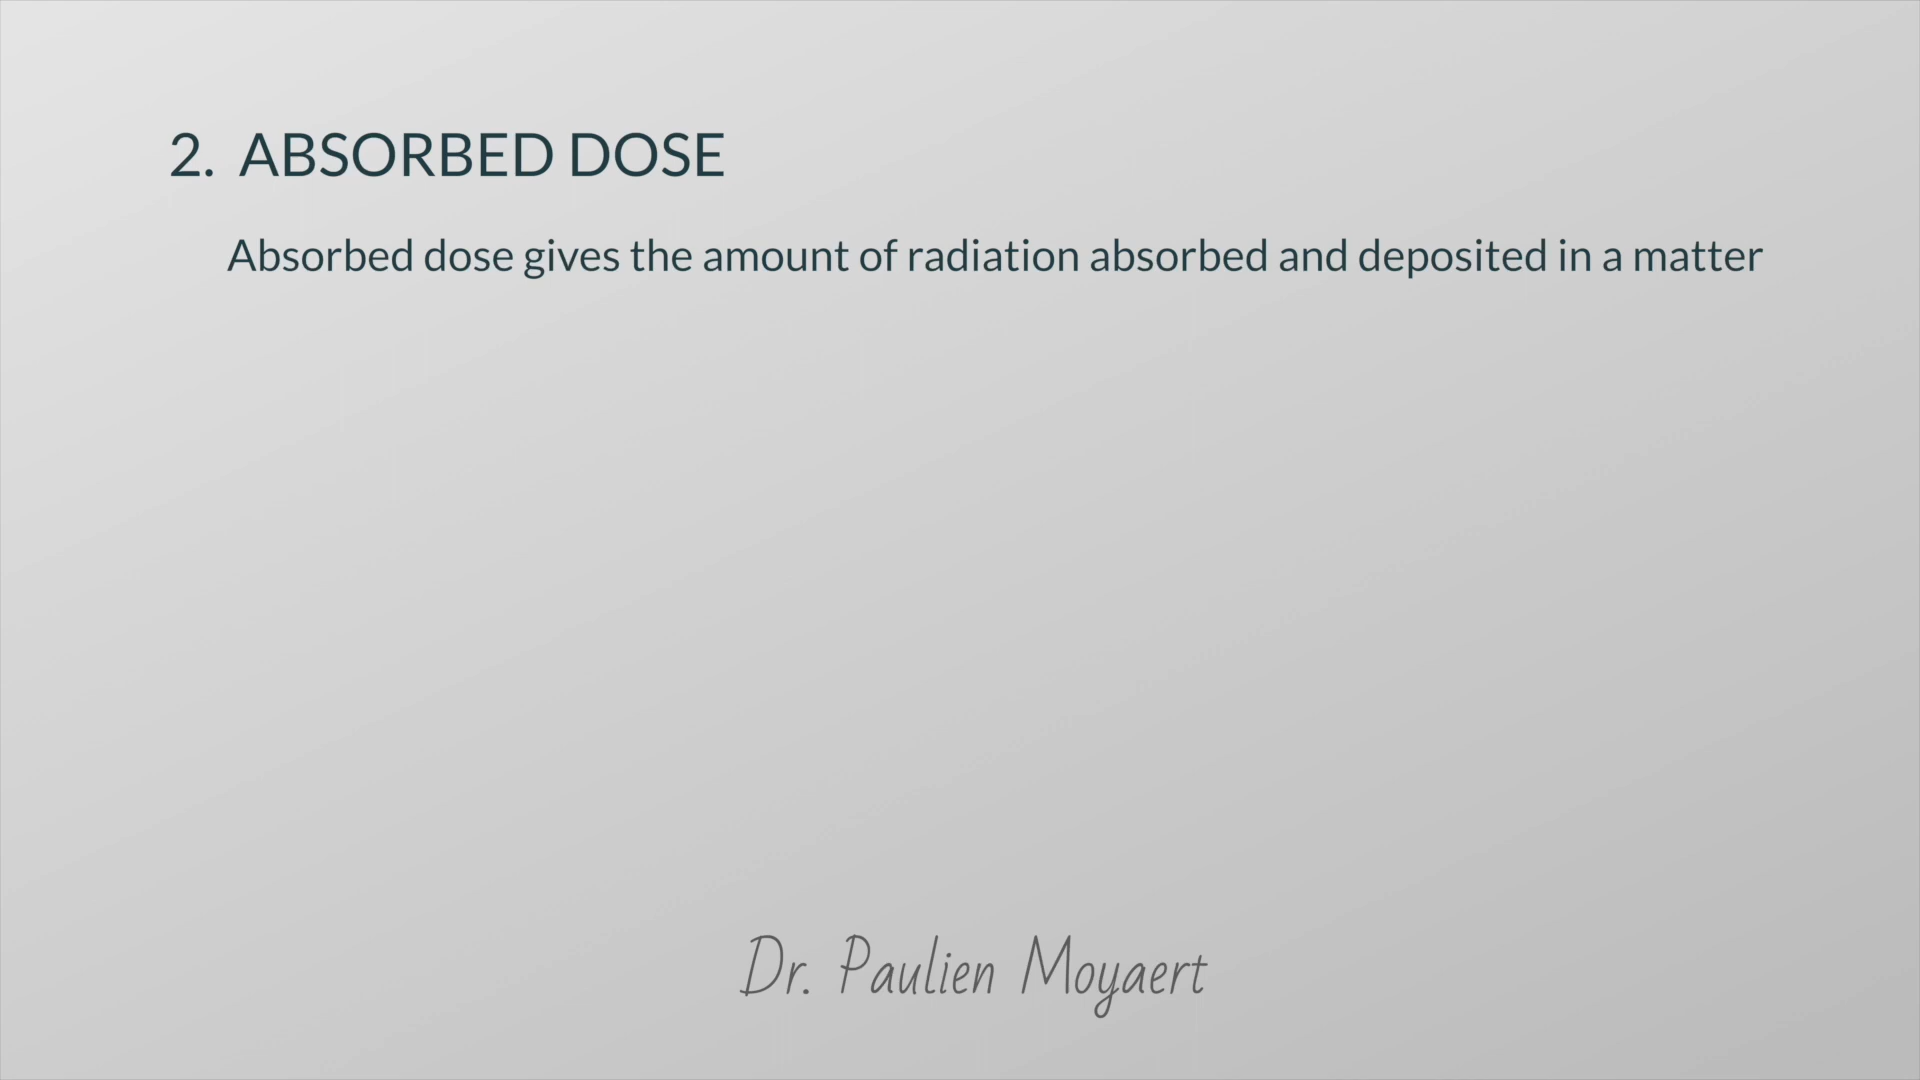 2. ABSORBED DOSE
Absorbed dose gives the amount of radiation absorbed and deposited in a matter
Dr. Paulien Moyaert